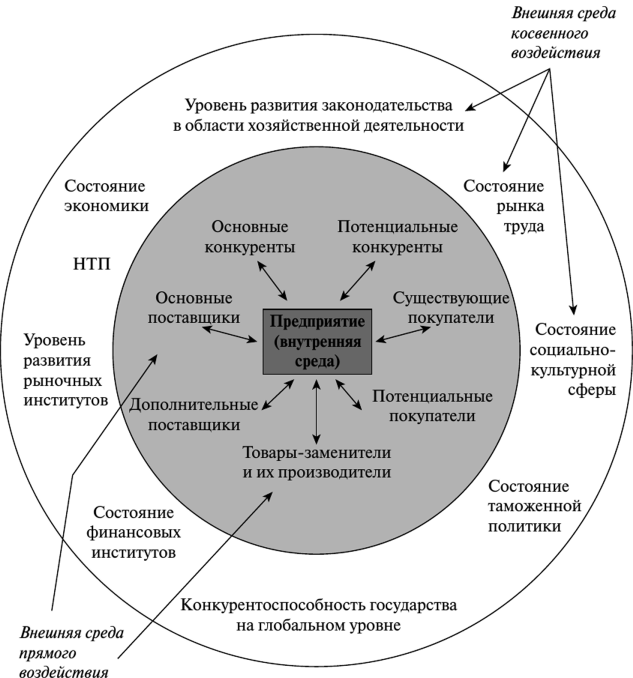 Внешняя среда
косвенного
воздействия
Уровень развития законодательства
в области хозяйственной деятельности
Состояние
экономики
Состояние
рынка
труда
НТП
Основные
конкуренты
Потенциальные
конкуренты
Основные
поставщики
Предприятие
(внутренняя
среда)
Существующие
покупатели
Уровень
развития
рыночных
институтов
Состояние
социально-
культурной
сферы
Дополнительные
поставщики
Потенциальные
покупатели
Товары-заменители
и их производители
Состояние
финансовых
институтов
Состояние
таможенной
политики
Конкурентоспособность государства
на глобальном уровне
Внешняя среда
прямого
воздействия